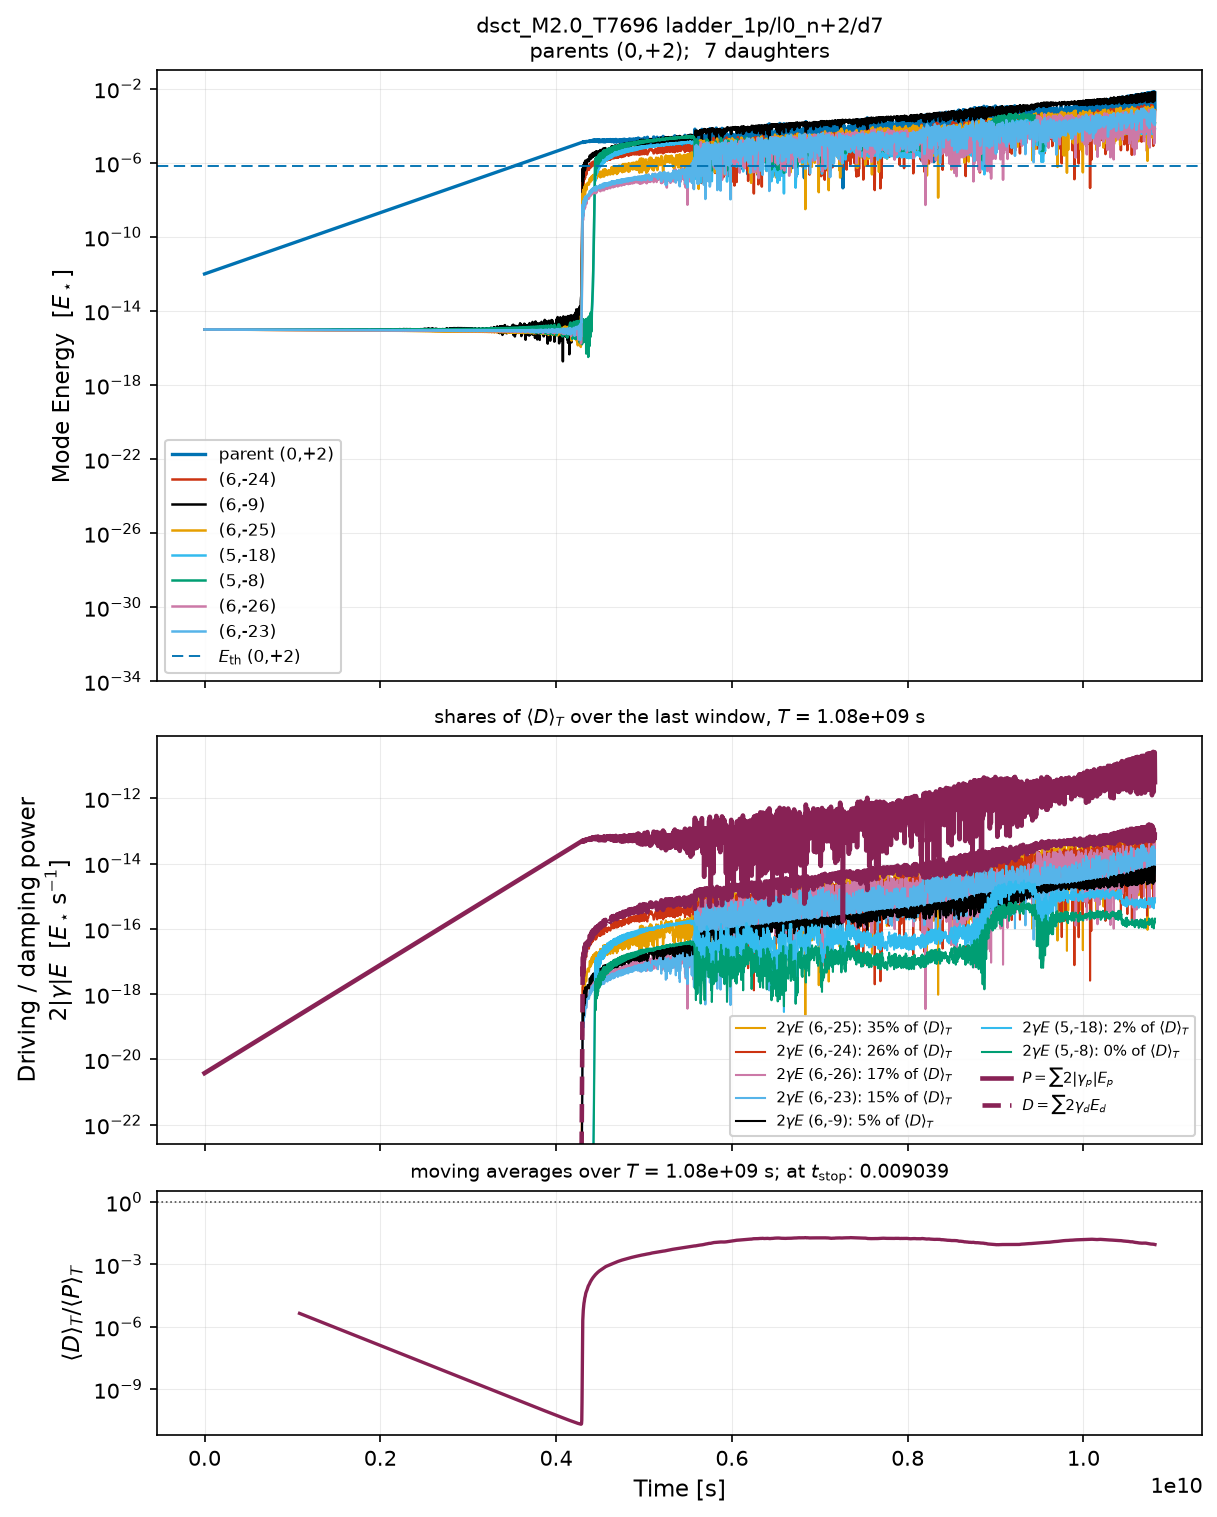 dsct_M2.0_T7696 ladder_1p/l0_n+2/d7
parents (0,+2);  7 daughters
Mode Energy  [E⋆]
10⁻²
10⁻⁶
10⁻¹⁰
10⁻¹⁴
10⁻¹⁸
10⁻²²
10⁻²⁶
10⁻³⁰
10⁻³⁴
parent (0,+2)
(6,-24)
(6,-9)
(6,-25)
(5,-18)
(5,-8)
(6,-26)
(6,-23)
E_th (0,+2)
shares of ⟨D⟩_T over the last window, T = 1.08e+09 s
Driving / damping power
2|γ|E  [E⋆ s⁻¹]
10⁻¹²
10⁻¹⁴
10⁻¹⁶
10⁻¹⁸
10⁻²⁰
10⁻²²
2γE (6,-25): 35% of ⟨D⟩_T
2γE (6,-24): 26% of ⟨D⟩_T
2γE (6,-26): 17% of ⟨D⟩_T
2γE (6,-23): 15% of ⟨D⟩_T
2γE (6,-9): 5% of ⟨D⟩_T
2γE (5,-18): 2% of ⟨D⟩_T
2γE (5,-8): 0% of ⟨D⟩_T
P = ∑2|γ_p|E_p
D = ∑2γ_dE_d
moving averages over T = 1.08e+09 s; at t_stop: 0.009039
⟨D⟩_T/⟨P⟩_T
10⁰
10⁻³
10⁻⁶
10⁻⁹
0.0
0.2
0.4
0.6
0.8
1.0
1e10
Time [s]